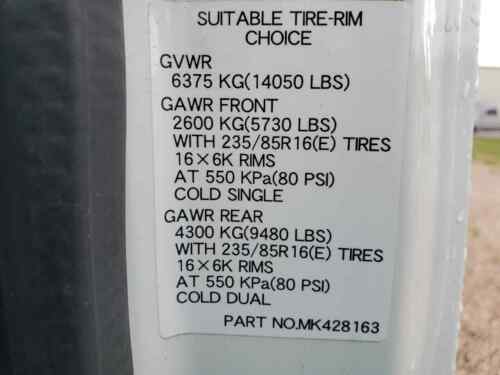 SUITABLE TIRE-RIM
CHOICE
GVWR
6375 KG(14050 LBS)
GAWR FRONT
2600 KG(5730 LBS)
WITH 235/85R16(E) TIRES
16×6K RIMS
AT 550 KPa(80 PSI)
COLD SINGLE
GAWR REAR
4300 KG(9480 LBS)
WITH 235/85R16(E) TIRES
16×6K RIMS
AT 550 KPa(80 PSI)
COLD DUAL
PART NO.MK428163